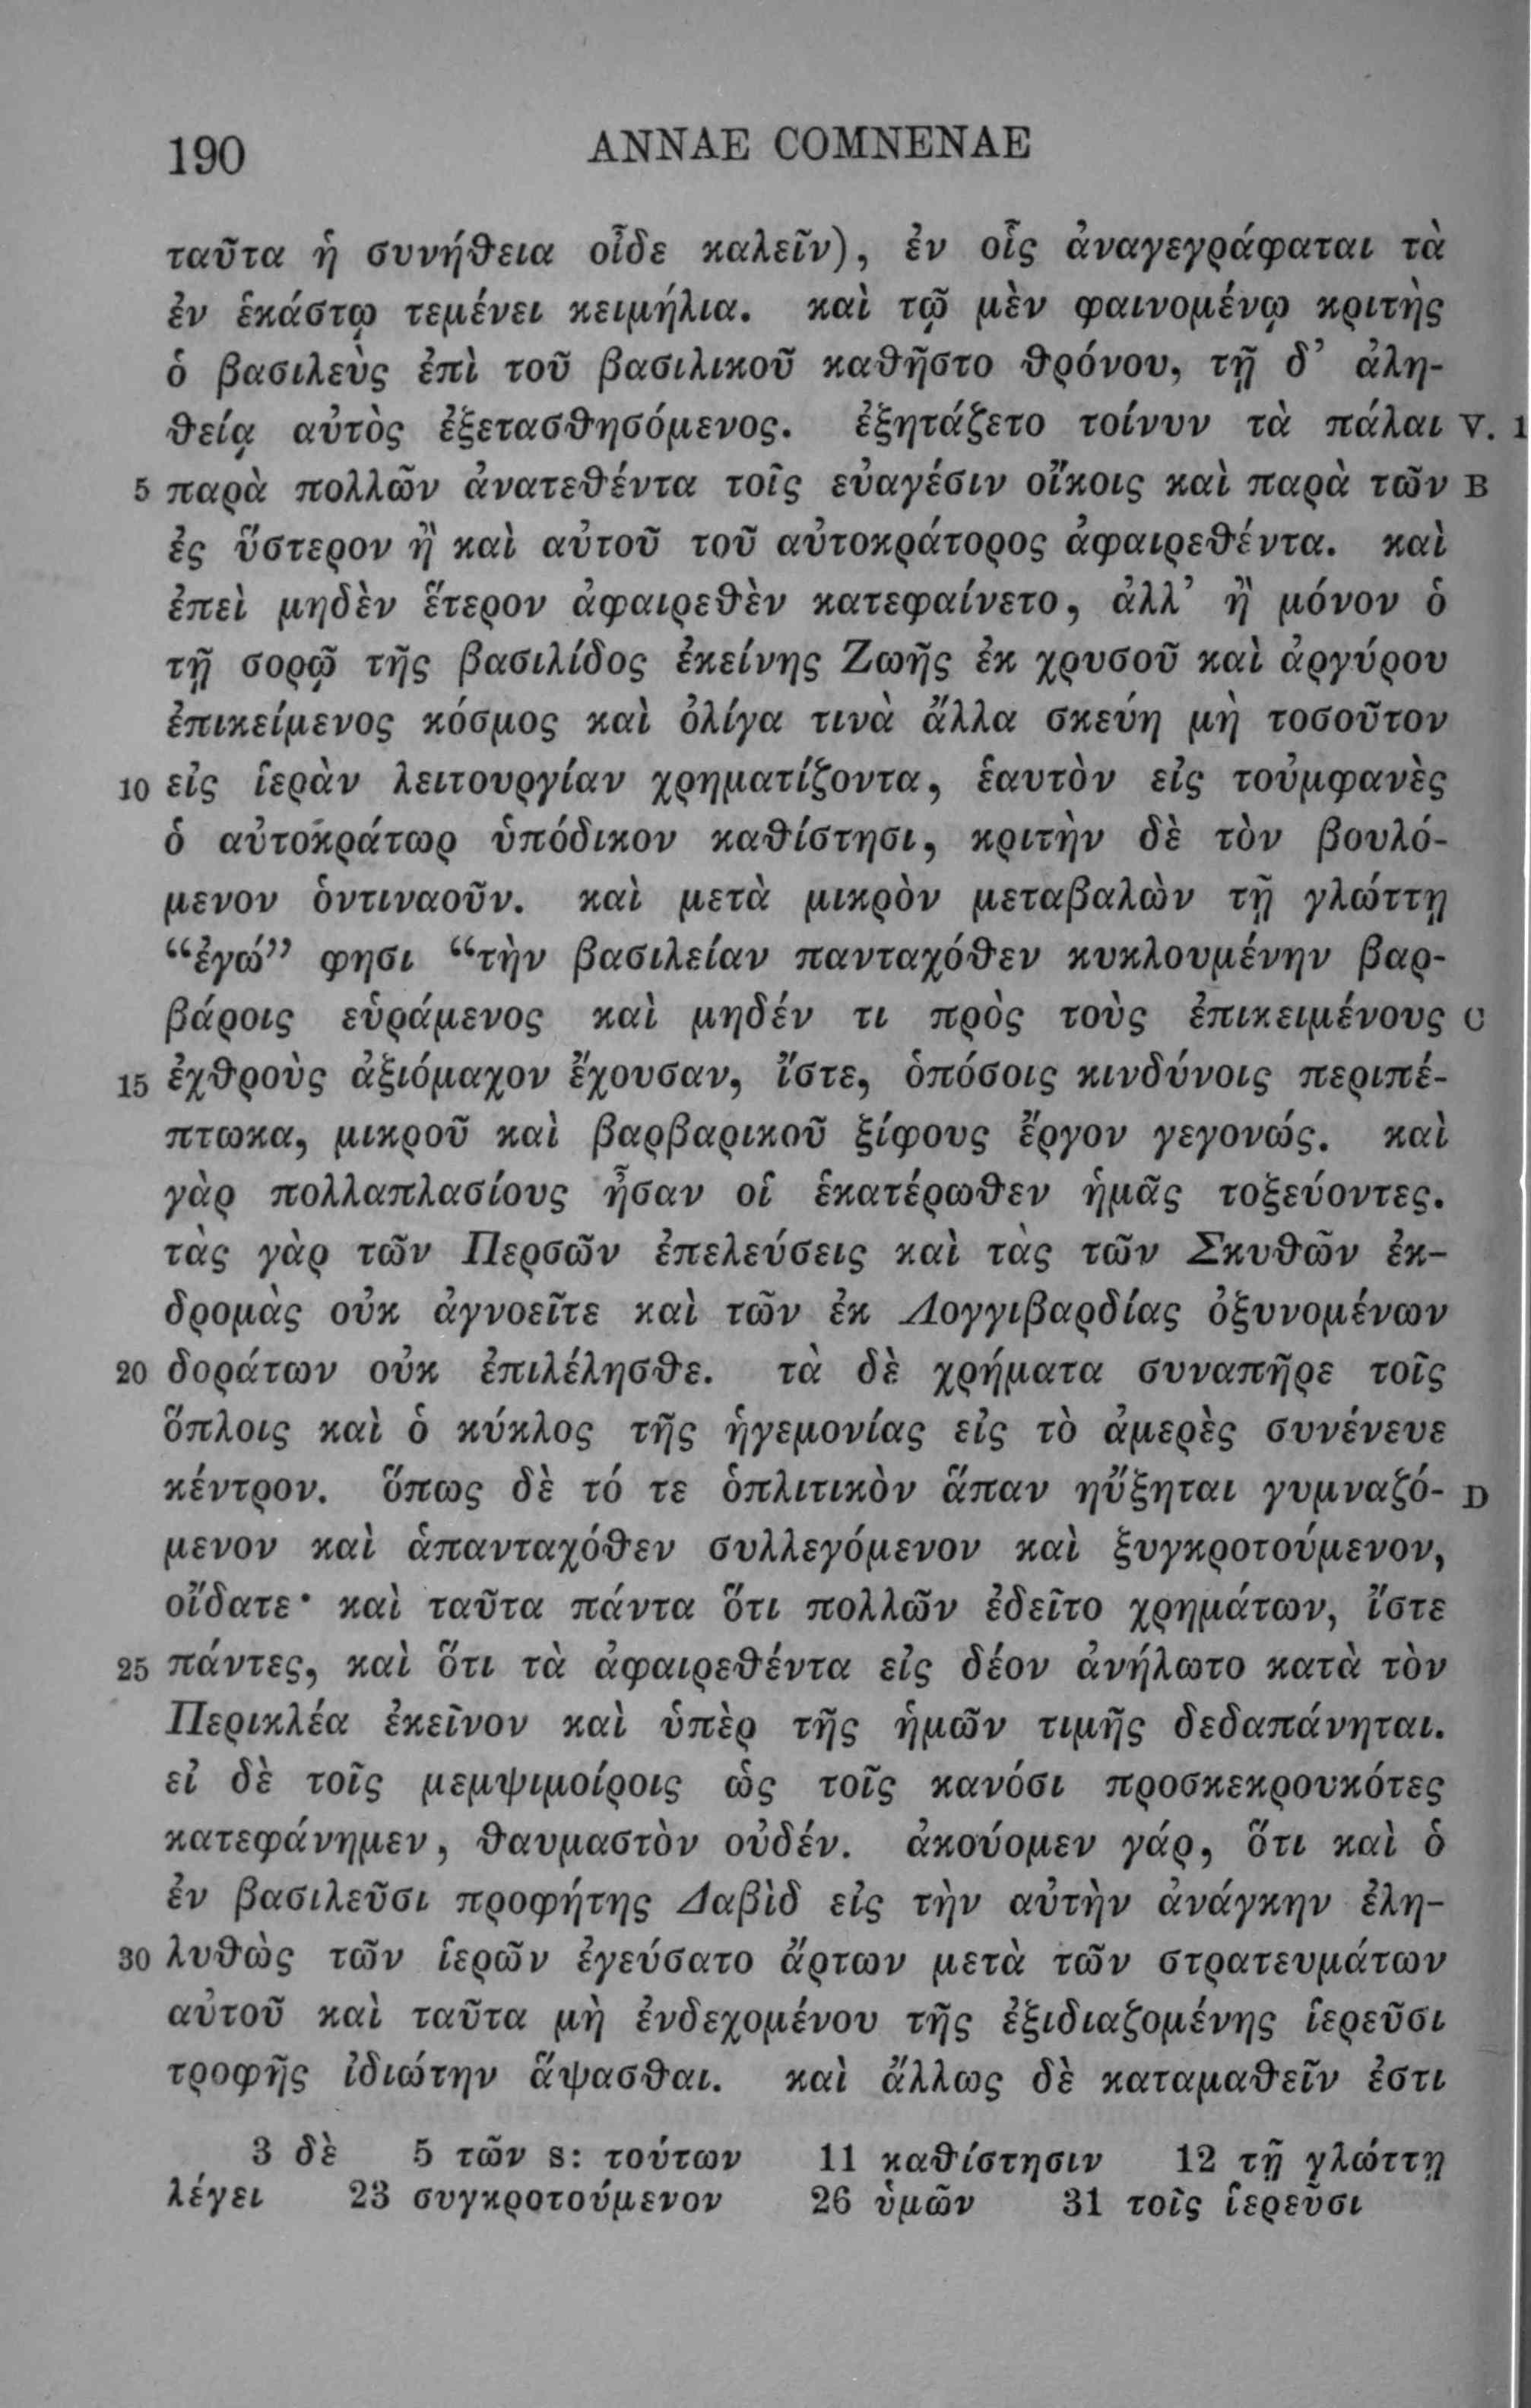 190 ANNAE COMNENAE
ταῦτα ἡ συνήθεια οἶδε καλεῖν), ἐν οἷς ἀναγεγράφαται τὰ
ἐν ἑκάστῳ τεμένει κειμήλια. καὶ τῷ μὲν φαινομένῳ κριτὴς
ὁ βασιλεὺς ἐπὶ τοῦ βασιλικοῦ καθῆστο θρόνου, τῇ δ’ ἀλη-
θείᾳ αὐτὸς ἐξετασθησόμενος. ἐξητάζετο τοίνυν τὰ πάλαι V. 1
5 παρὰ πολλῶν ἀνατεθέντα τοῖς εὐαγέσιν οἴκοις καὶ παρὰ τῶν B
ἐς ὕστερον ἢ καὶ αὐτοῦ τοῦ αὐτοκράτορος ἀφαιρεθέντα. καὶ
ἐπεὶ μηδὲν ἕτερον ἀφαιρεθὲν κατεφαίνετο, ἀλλ’ ἢ μόνον ὁ
τῇ σορῷ τῆς βασιλίδος ἐκείνης Ζωῆς ἐκ χρυσοῦ καὶ ἀργύρου
ἐπικείμενος κόσμος καὶ ὀλίγα τινὰ ἄλλα σκεύη μὴ τοσοῦτον
10 εἰς ἱερὰν λειτουργίαν χρηματίζοντα, ἑαυτὸν εἰς τοὐμφανὲς
ὁ αὐτοκράτωρ ὑπόδικον καθίστησι, κριτὴν δὲ τὸν βουλό-
μενον ὁντιναοῦν. καὶ μετὰ μικρὸν μεταβαλὼν τῇ γλώττῃ
“ἐγώ” φησι “τὴν βασιλείαν πανταχόθεν κυκλουμένην βαρ-
βάροις εὑράμενος καὶ μηδέν τι πρὸς τοὺς ἐπικειμένους C
15 ἐχθροὺς ἀξιόμαχον ἔχουσαν, ἴστε, ὁπόσοις κινδύνοις περιπέ-
πτωκα, μικροῦ καὶ βαρβαρικοῦ ξίφους ἔργον γεγονώς. καὶ
γὰρ πολλαπλασίους ἦσαν οἱ ἑκατέρωθεν ἡμᾶς τοξεύοντες.
τὰς γὰρ τῶν Περσῶν ἐπελεύσεις καὶ τὰς τῶν Σκυθῶν ἐκ-
δρομὰς οὐκ ἀγνοεῖτε καὶ τῶν ἐκ Λογγιβαρδίας ὀξυνομένων
20 δοράτων οὐκ ἐπιλέλησθε. τὰ δὲ χρήματα συναπῆρε τοῖς
ὅπλοις καὶ ὁ κύκλος τῆς ἡγεμονίας εἰς τὸ ἀμερὲς συνένευε
κέντρον. ὅπως δὲ τό τε ὁπλιτικὸν ἅπαν ηὔξηται γυμναζό- D
μενον καὶ ἁπανταχόθεν συλλεγόμενον καὶ ξυγκροτούμενον,
οἴδατε· καὶ ταῦτα πάντα ὅτι πολλῶν ἐδεῖτο χρημάτων, ἴστε
25 πάντες, καὶ ὅτι τὰ ἀφαιρεθέντα εἰς δέον ἀνήλωτο κατὰ τὸν
Περικλέα ἐκεῖνον καὶ ὑπὲρ τῆς ἡμῶν τιμῆς δεδαπάνηται.
εἰ δὲ τοῖς μεμψιμοίροις ὡς τοῖς κανόσι προσκεκρουκότες
κατεφάνημεν, θαυμαστὸν οὐδέν. ἀκούομεν γάρ, ὅτι καὶ ὁ
ἐν βασιλεῦσι προφήτης Δαβὶδ εἰς τὴν αὐτὴν ἀνάγκην ἐλη-
30 λυθὼς τῶν ἱερῶν ἐγεύσατο ἄρτων μετὰ τῶν στρατευμάτων
αὐτοῦ καὶ ταῦτα μὴ ἐνδεχομένου τῆς ἐξιδιαζομένης ἱερεῦσι
τροφῆς ἰδιώτην ἅψασθαι. καὶ ἄλλως δὲ καταμαθεῖν ἐστι
3 δὲ 5 τῶν s: τούτων 11 καθίστησιν 12 τῇ γλώττῃ
λέγει 23 συγκροτούμενον 26 ὑμῶν 31 τοῖς ἱερεῦσι